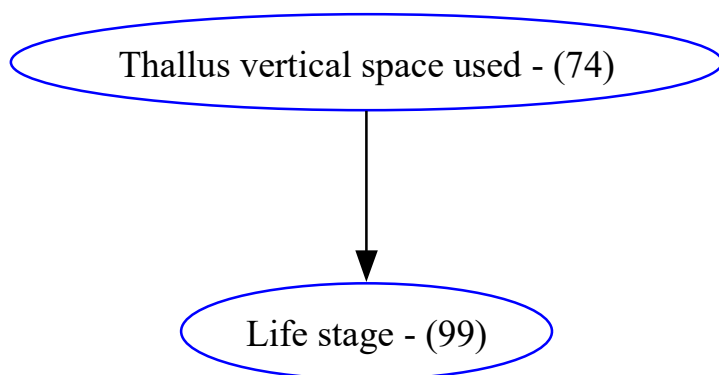 Thallus vertical space used - (74)
Life stage - (99)